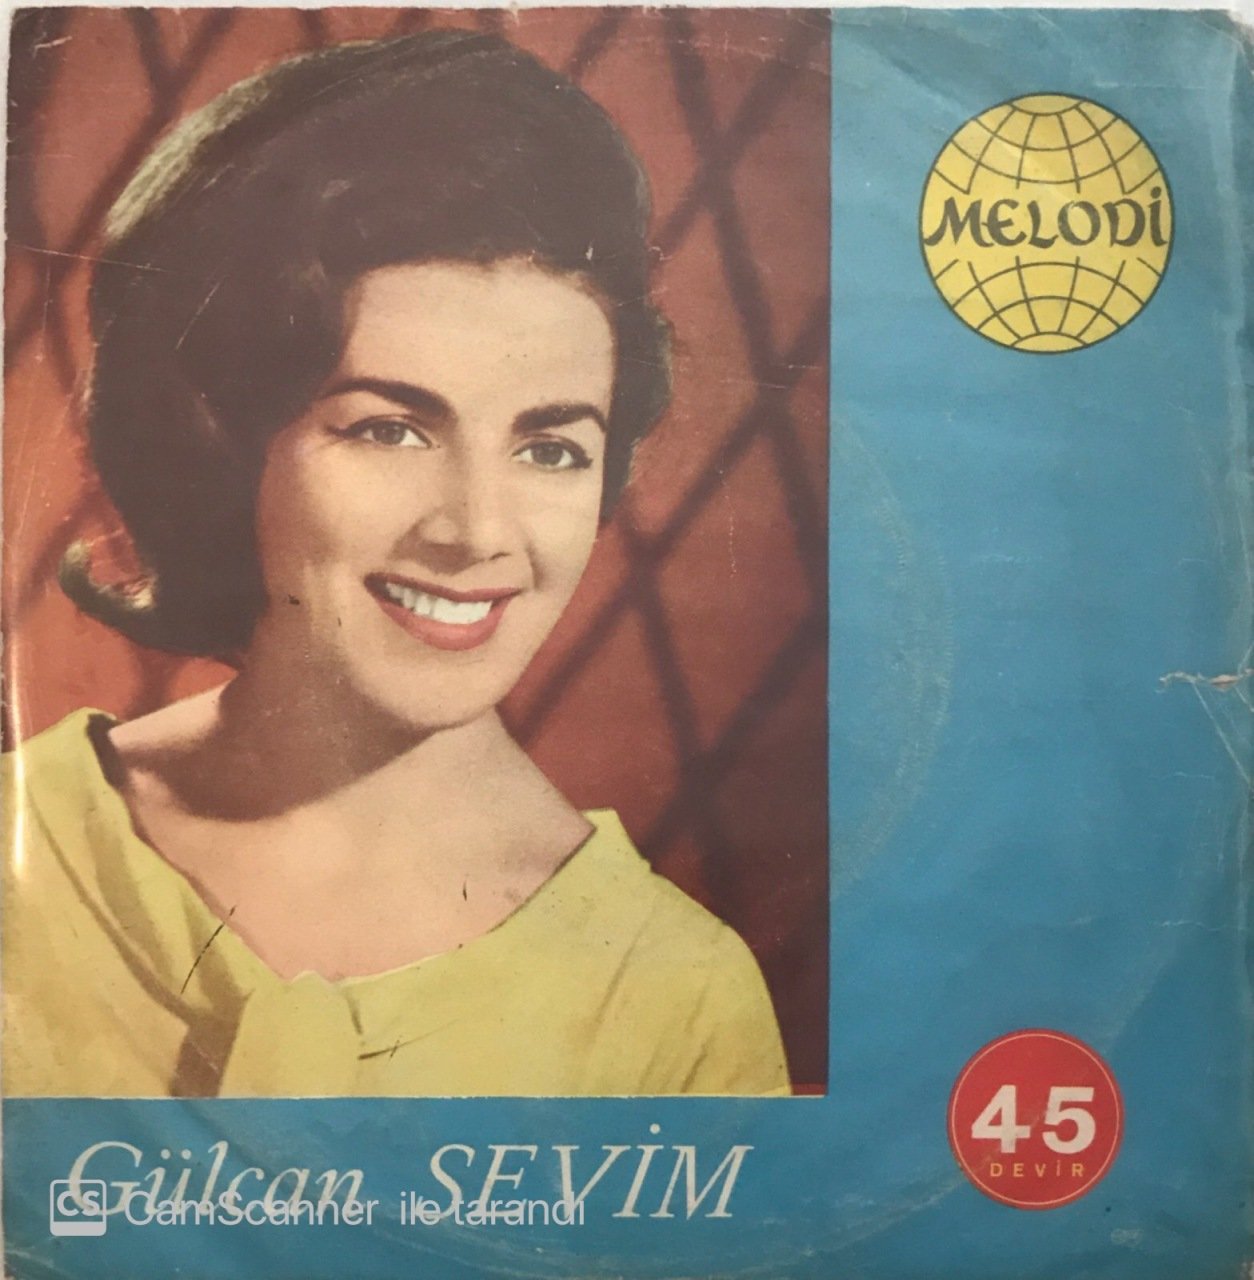 MELODİ
45
DEVİR
Gülcan SEVİM
CS CamScanner ile tarandı